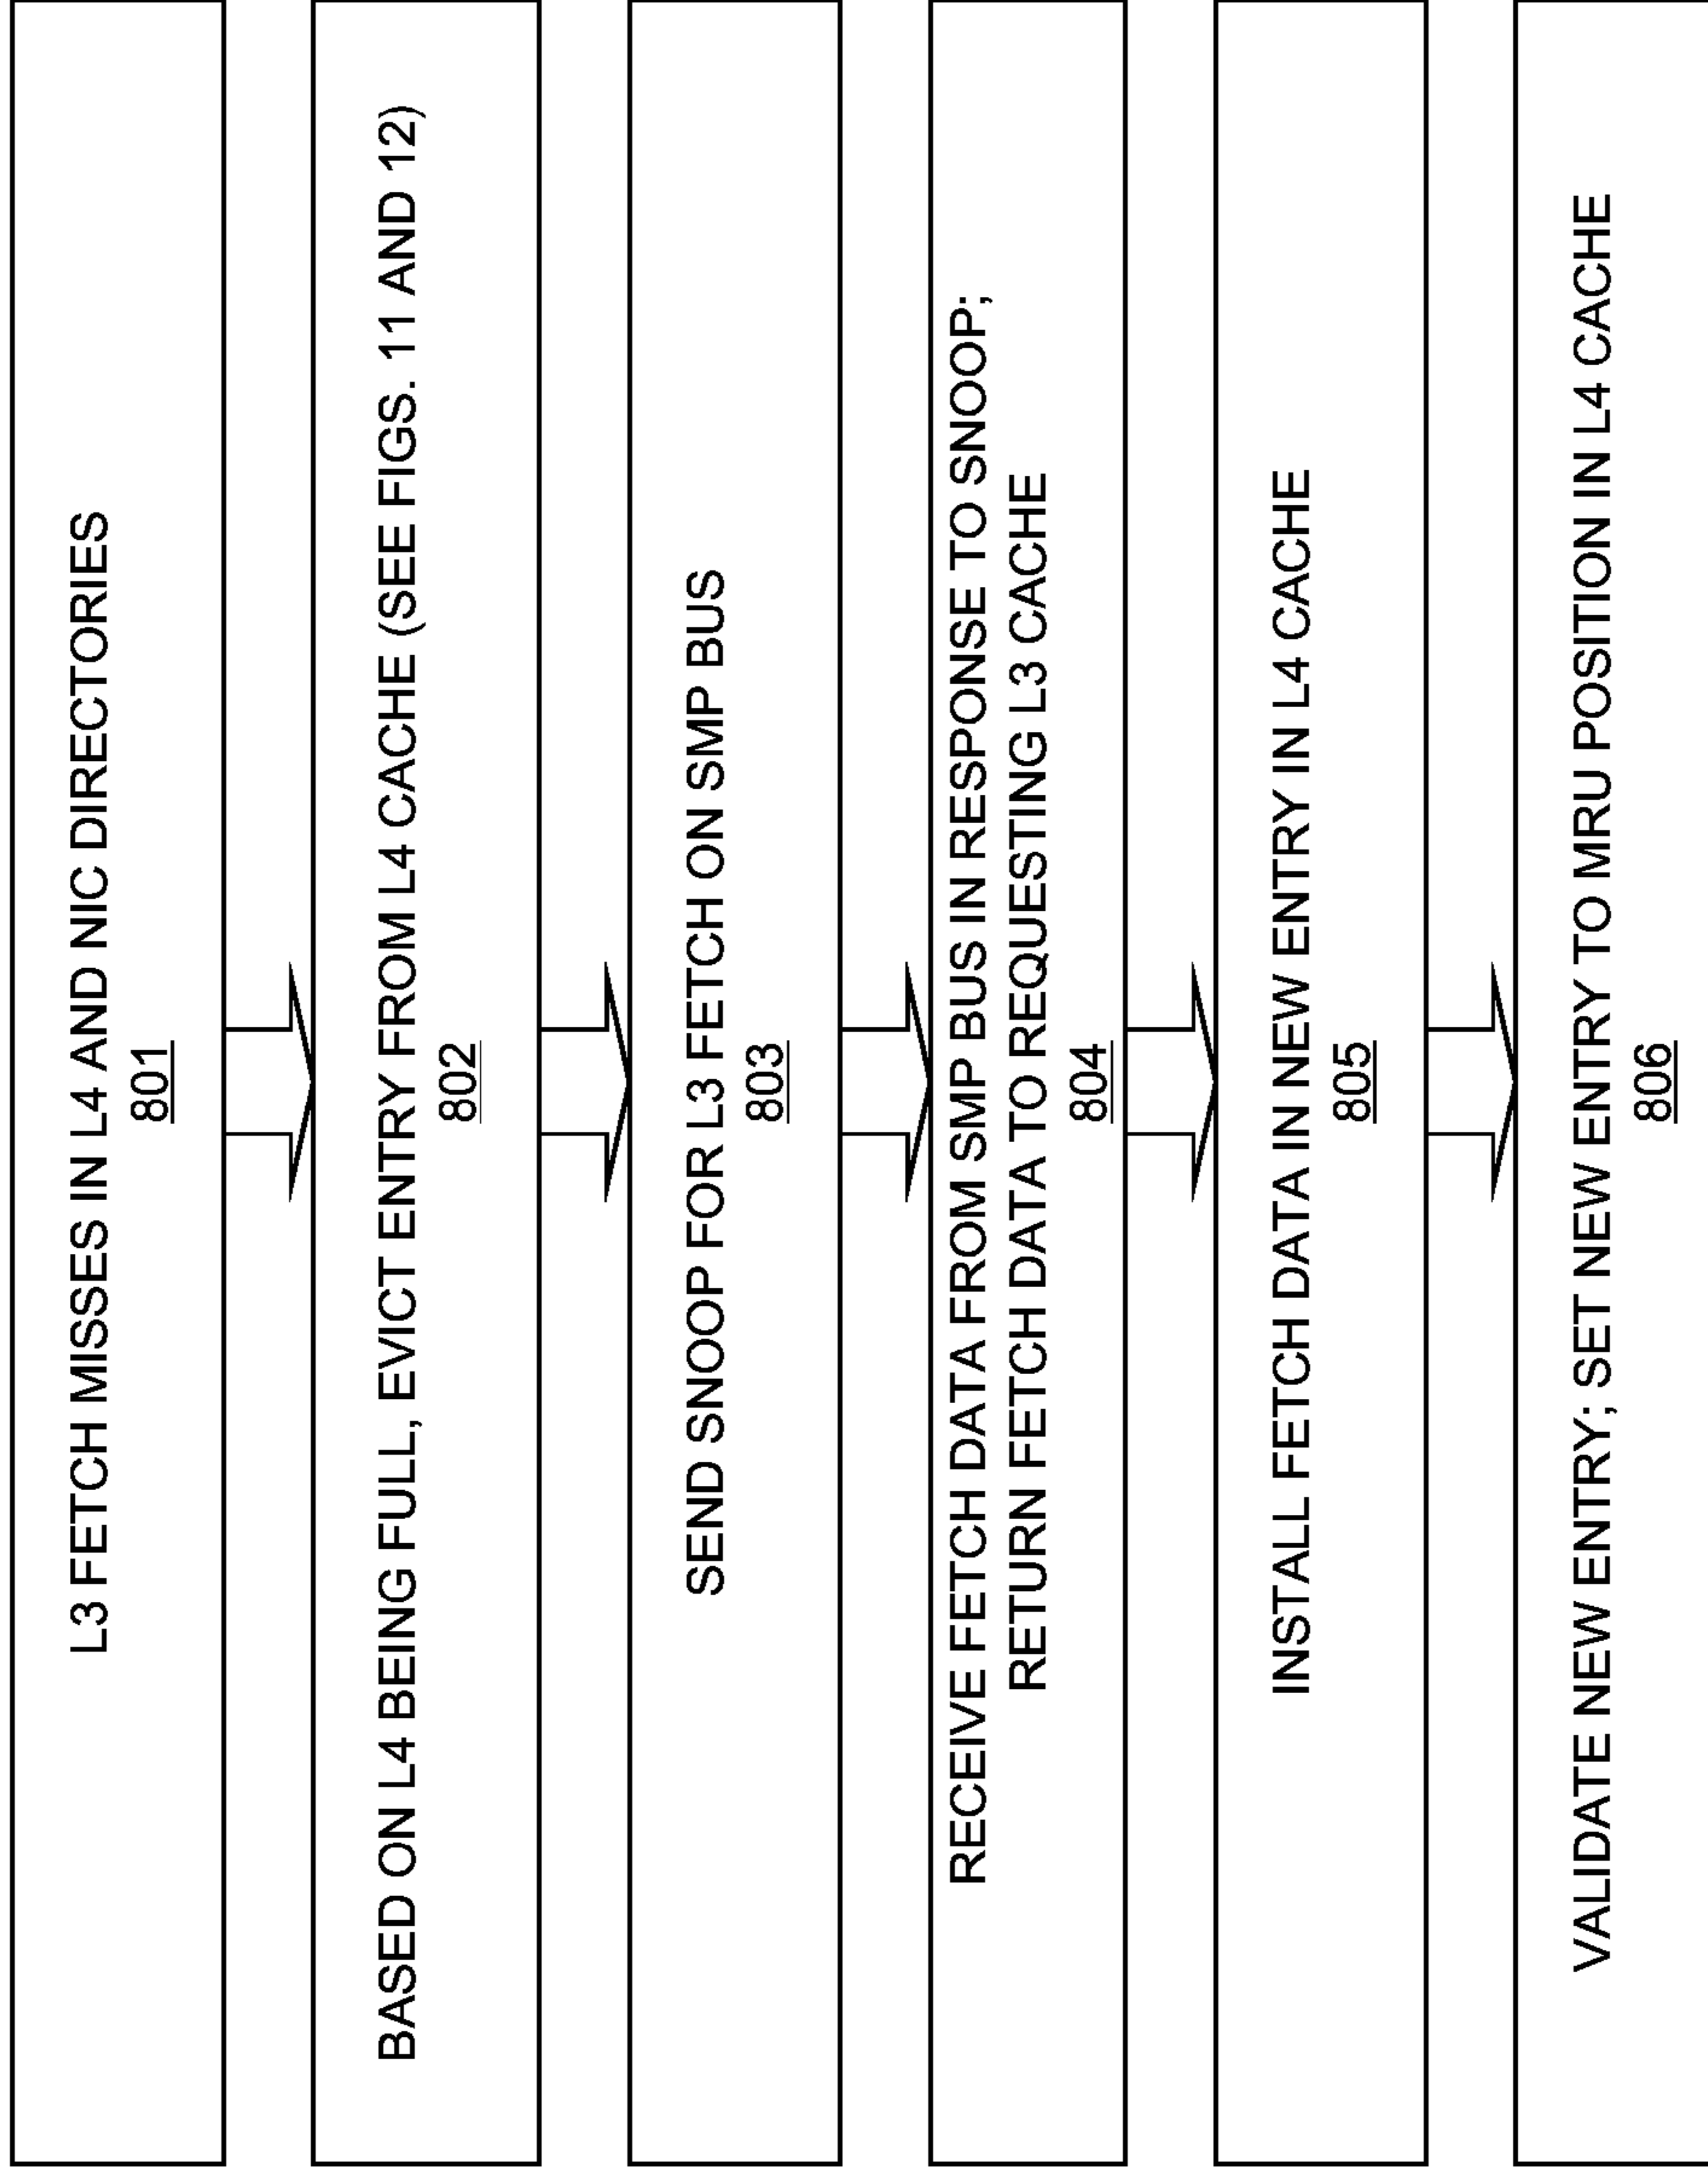 L3 FETCH MISSES IN L4 AND NIC DIRECTORIES
801
BASED ON L4 BEING FULL, EVICT ENTRY FROM L4 CACHE (SEE FIGS. 11 AND 12)
802
SEND SNOOP FOR L3 FETCH ON SMP BUS
803
RECEIVE FETCH DATA FROM SMP BUS IN RESPONSE TO SNOOP;
RETURN FETCH DATA TO REQUESTING L3 CACHE
804
INSTALL FETCH DATA IN NEW ENTRY IN L4 CACHE
805
VALIDATE NEW ENTRY; SET NEW ENTRY TO MRU POSITION IN L4 CACHE
806